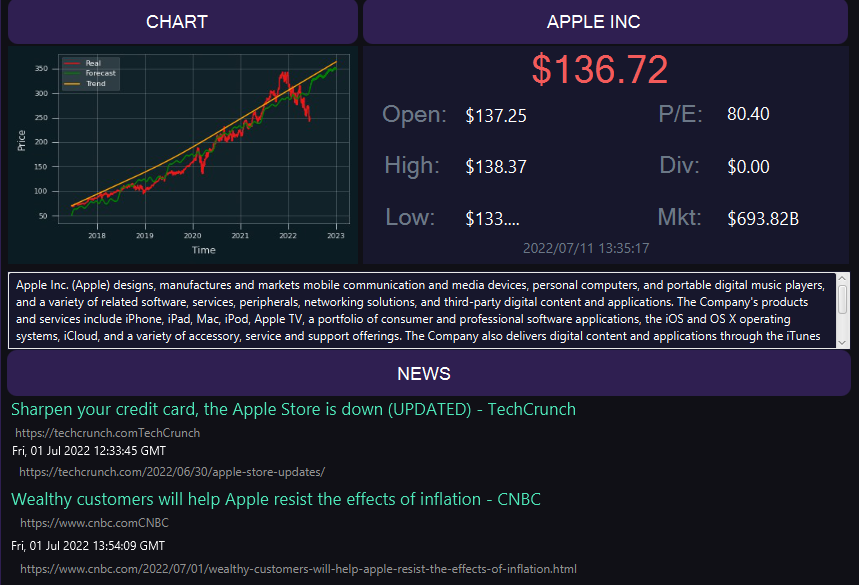 CHART
APPLE INC
Real
Forecast
Trend
350
300
250
200
150
100
50
Price
2018 2019 2020 2021 2022 2023
Time
$136.72
Open: $137.25 P/E: 80.40
High: $138.37 Div: $0.00
Low: $133.... Mkt: $693.82B
2022/07/11 13:35:17
Apple Inc. (Apple) designs, manufactures and markets mobile communication and media devices, personal computers, and portable digital music players,
and a variety of related software, services, peripherals, networking solutions, and third-party digital content and applications. The Company's products
and services include iPhone, iPad, Mac, iPod, Apple TV, a portfolio of consumer and professional software applications, the iOS and OS X operating
systems, iCloud, and a variety of accessory, service and support offerings. The Company also delivers digital content and applications through the iTunes
NEWS
Sharpen your credit card, the Apple Store is down (UPDATED) - TechCrunch
https://techcrunch.comTechCrunch
Fri, 01 Jul 2022 12:33:45 GMT
https://techcrunch.com/2022/06/30/apple-store-updates/
Wealthy customers will help Apple resist the effects of inflation - CNBC
https://www.cnbc.comCNBC
Fri, 01 Jul 2022 13:54:09 GMT
https://www.cnbc.com/2022/07/01/wealthy-customers-will-help-apple-resist-the-effects-of-inflation.html